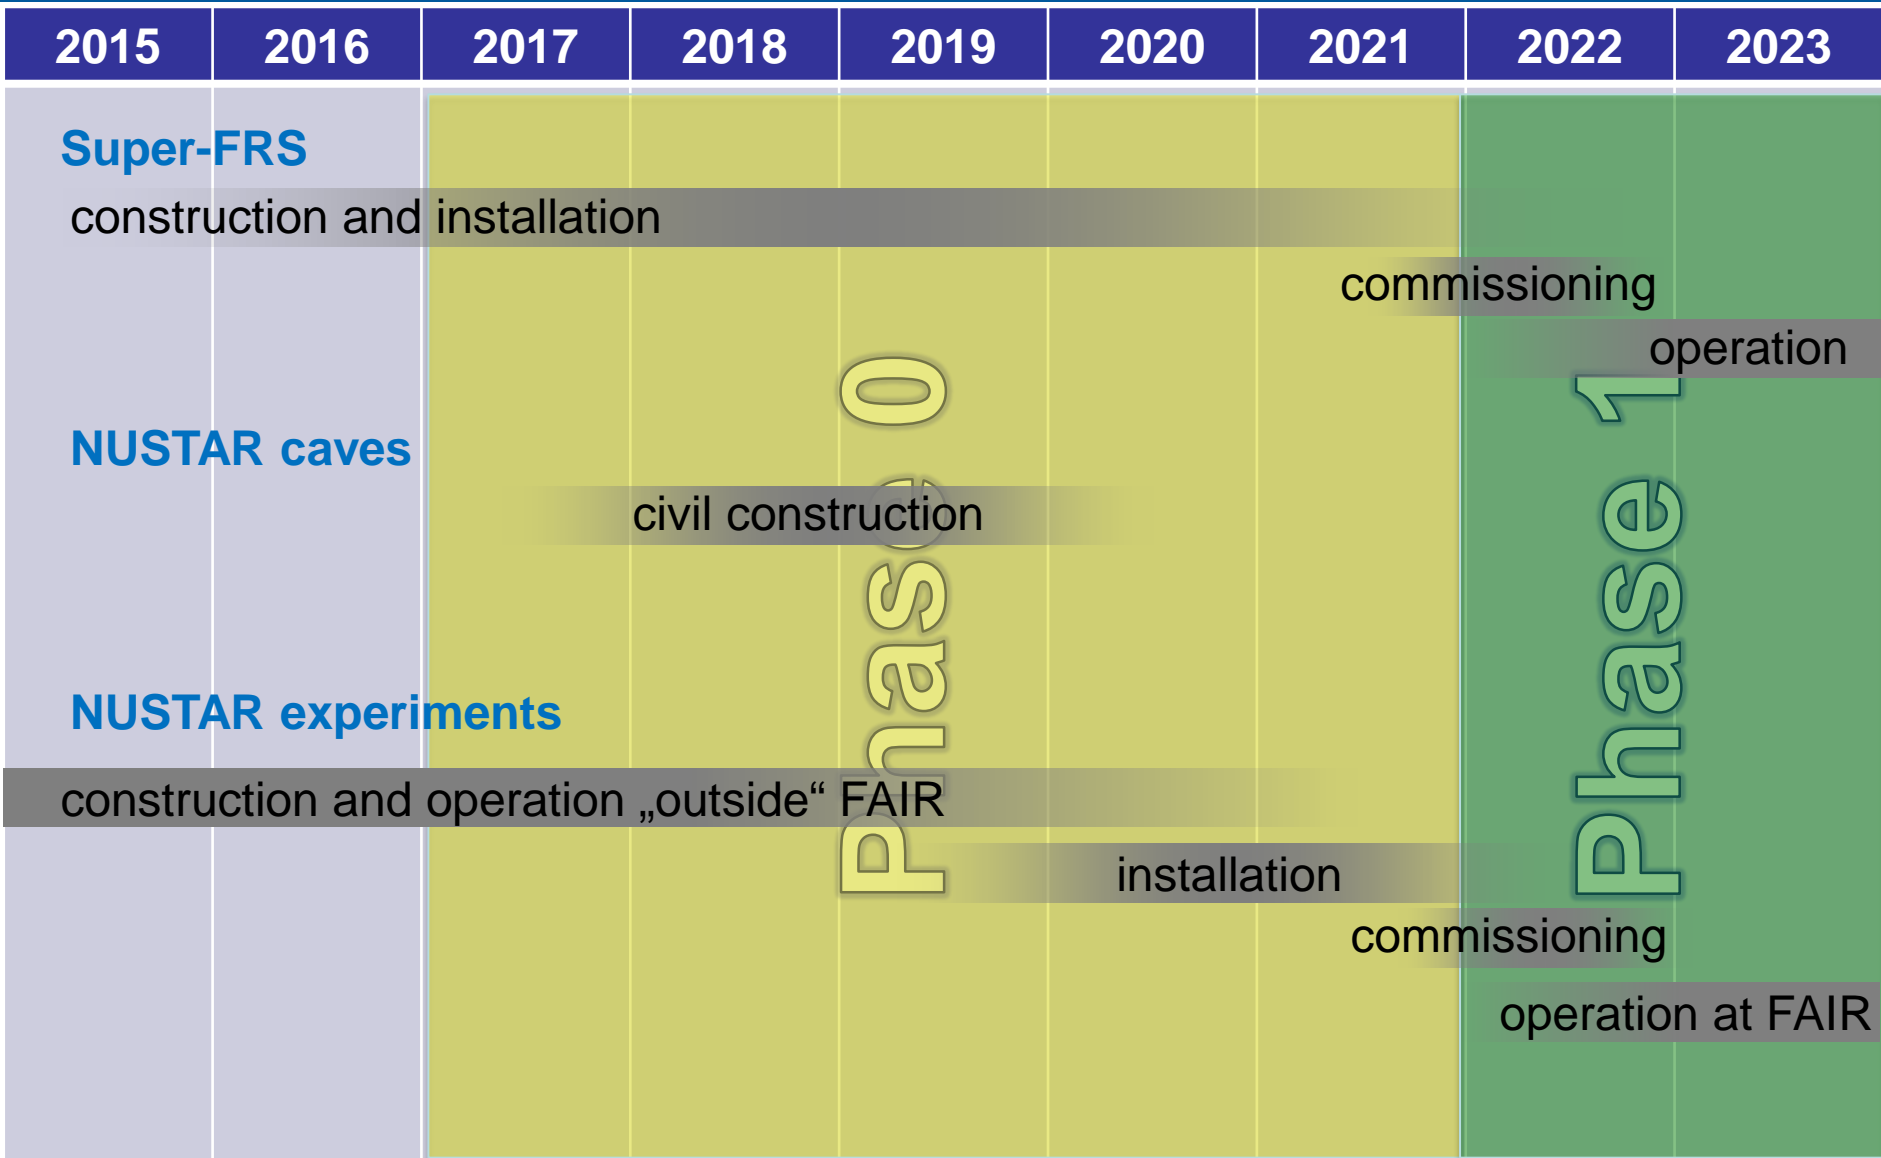 2015 2016 2017 2018 2019 2020 2021 2022 2023
Super-FRS
construction and installation
commissioning
operation
NUSTAR caves
civil construction
NUSTAR experiments
construction and operation „outside“ FAIR
installation
commissioning
operation at FAIR
Phase 0
Phase 1